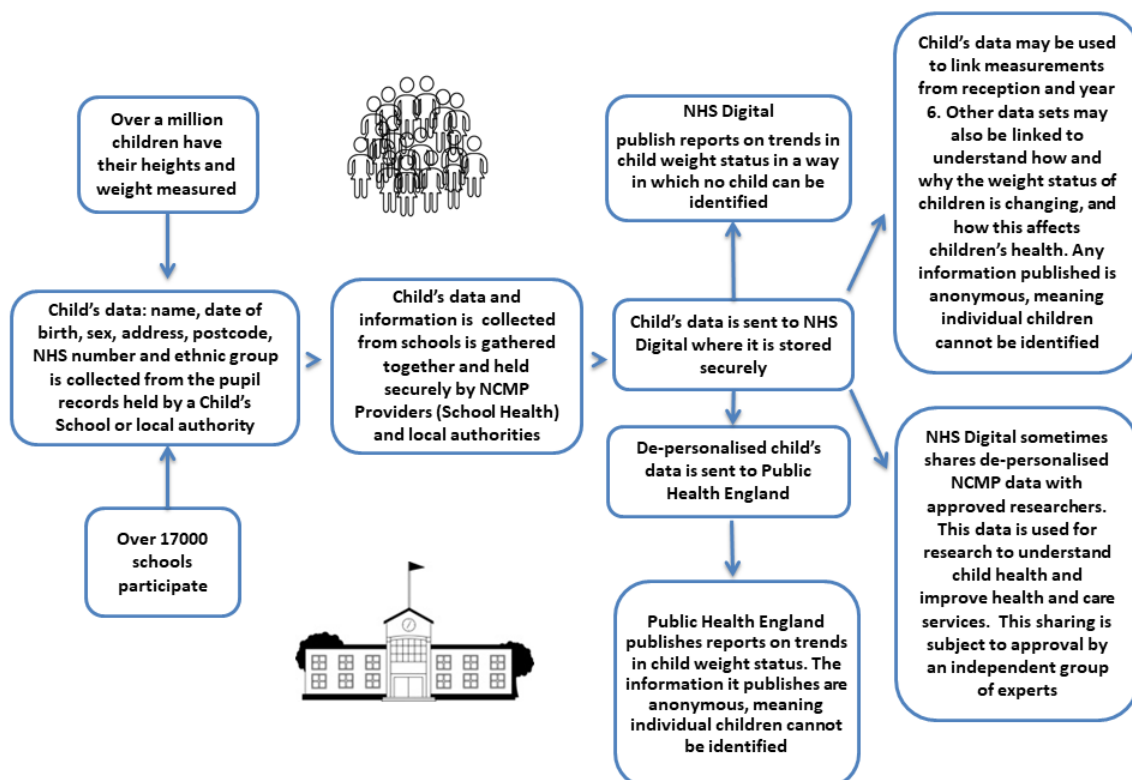 Over a million
children have
their heights and
weight measured
Child's data: name, date of
birth, sex, address, postcode,
NHS number and ethnic group
is collected from the pupil
records held by a Child's
School or local authority
Over 17000
schools
participate
Child's data and
information is collected
from schools is gathered
together and held
securely by NCMP
Providers (School Health)
and local authorities
NHS Digital
publish reports on trends in
child weight status in a way
in which no child can be
identified
Child's data is sent to NHS
Digital where it is stored
securely
De-personalised child's
data is sent to Public
Health England
Public Health England
publishes reports on trends
in child weight status. The
information it publishes are
anonymous, meaning
individual children cannot
be identified
Child's data may be used
to link measurements
from reception and year
6. Other data sets may
also be linked to
understand how and
why the weight status of
children is changing, and
how this affects
children's health. Any
information published is
anonymous, meaning
individual children
cannot be identified
NHS Digital sometimes
shares de-personalised
NCMP data with
approved researchers.
This data is used for
research to understand
child health and
improve health and care
services. This sharing is
subject to approval by
an independent group
of experts